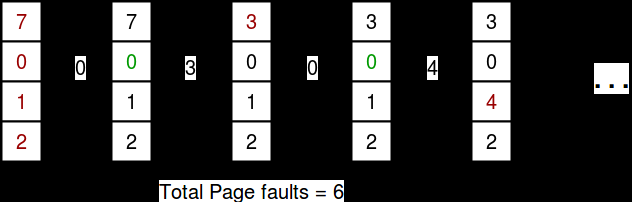 7 7 3 3 3
0 0 0 3 0 0 0 4 0 ...
1 1 1 1 4
2 2 2 2 2
Total Page faults = 6